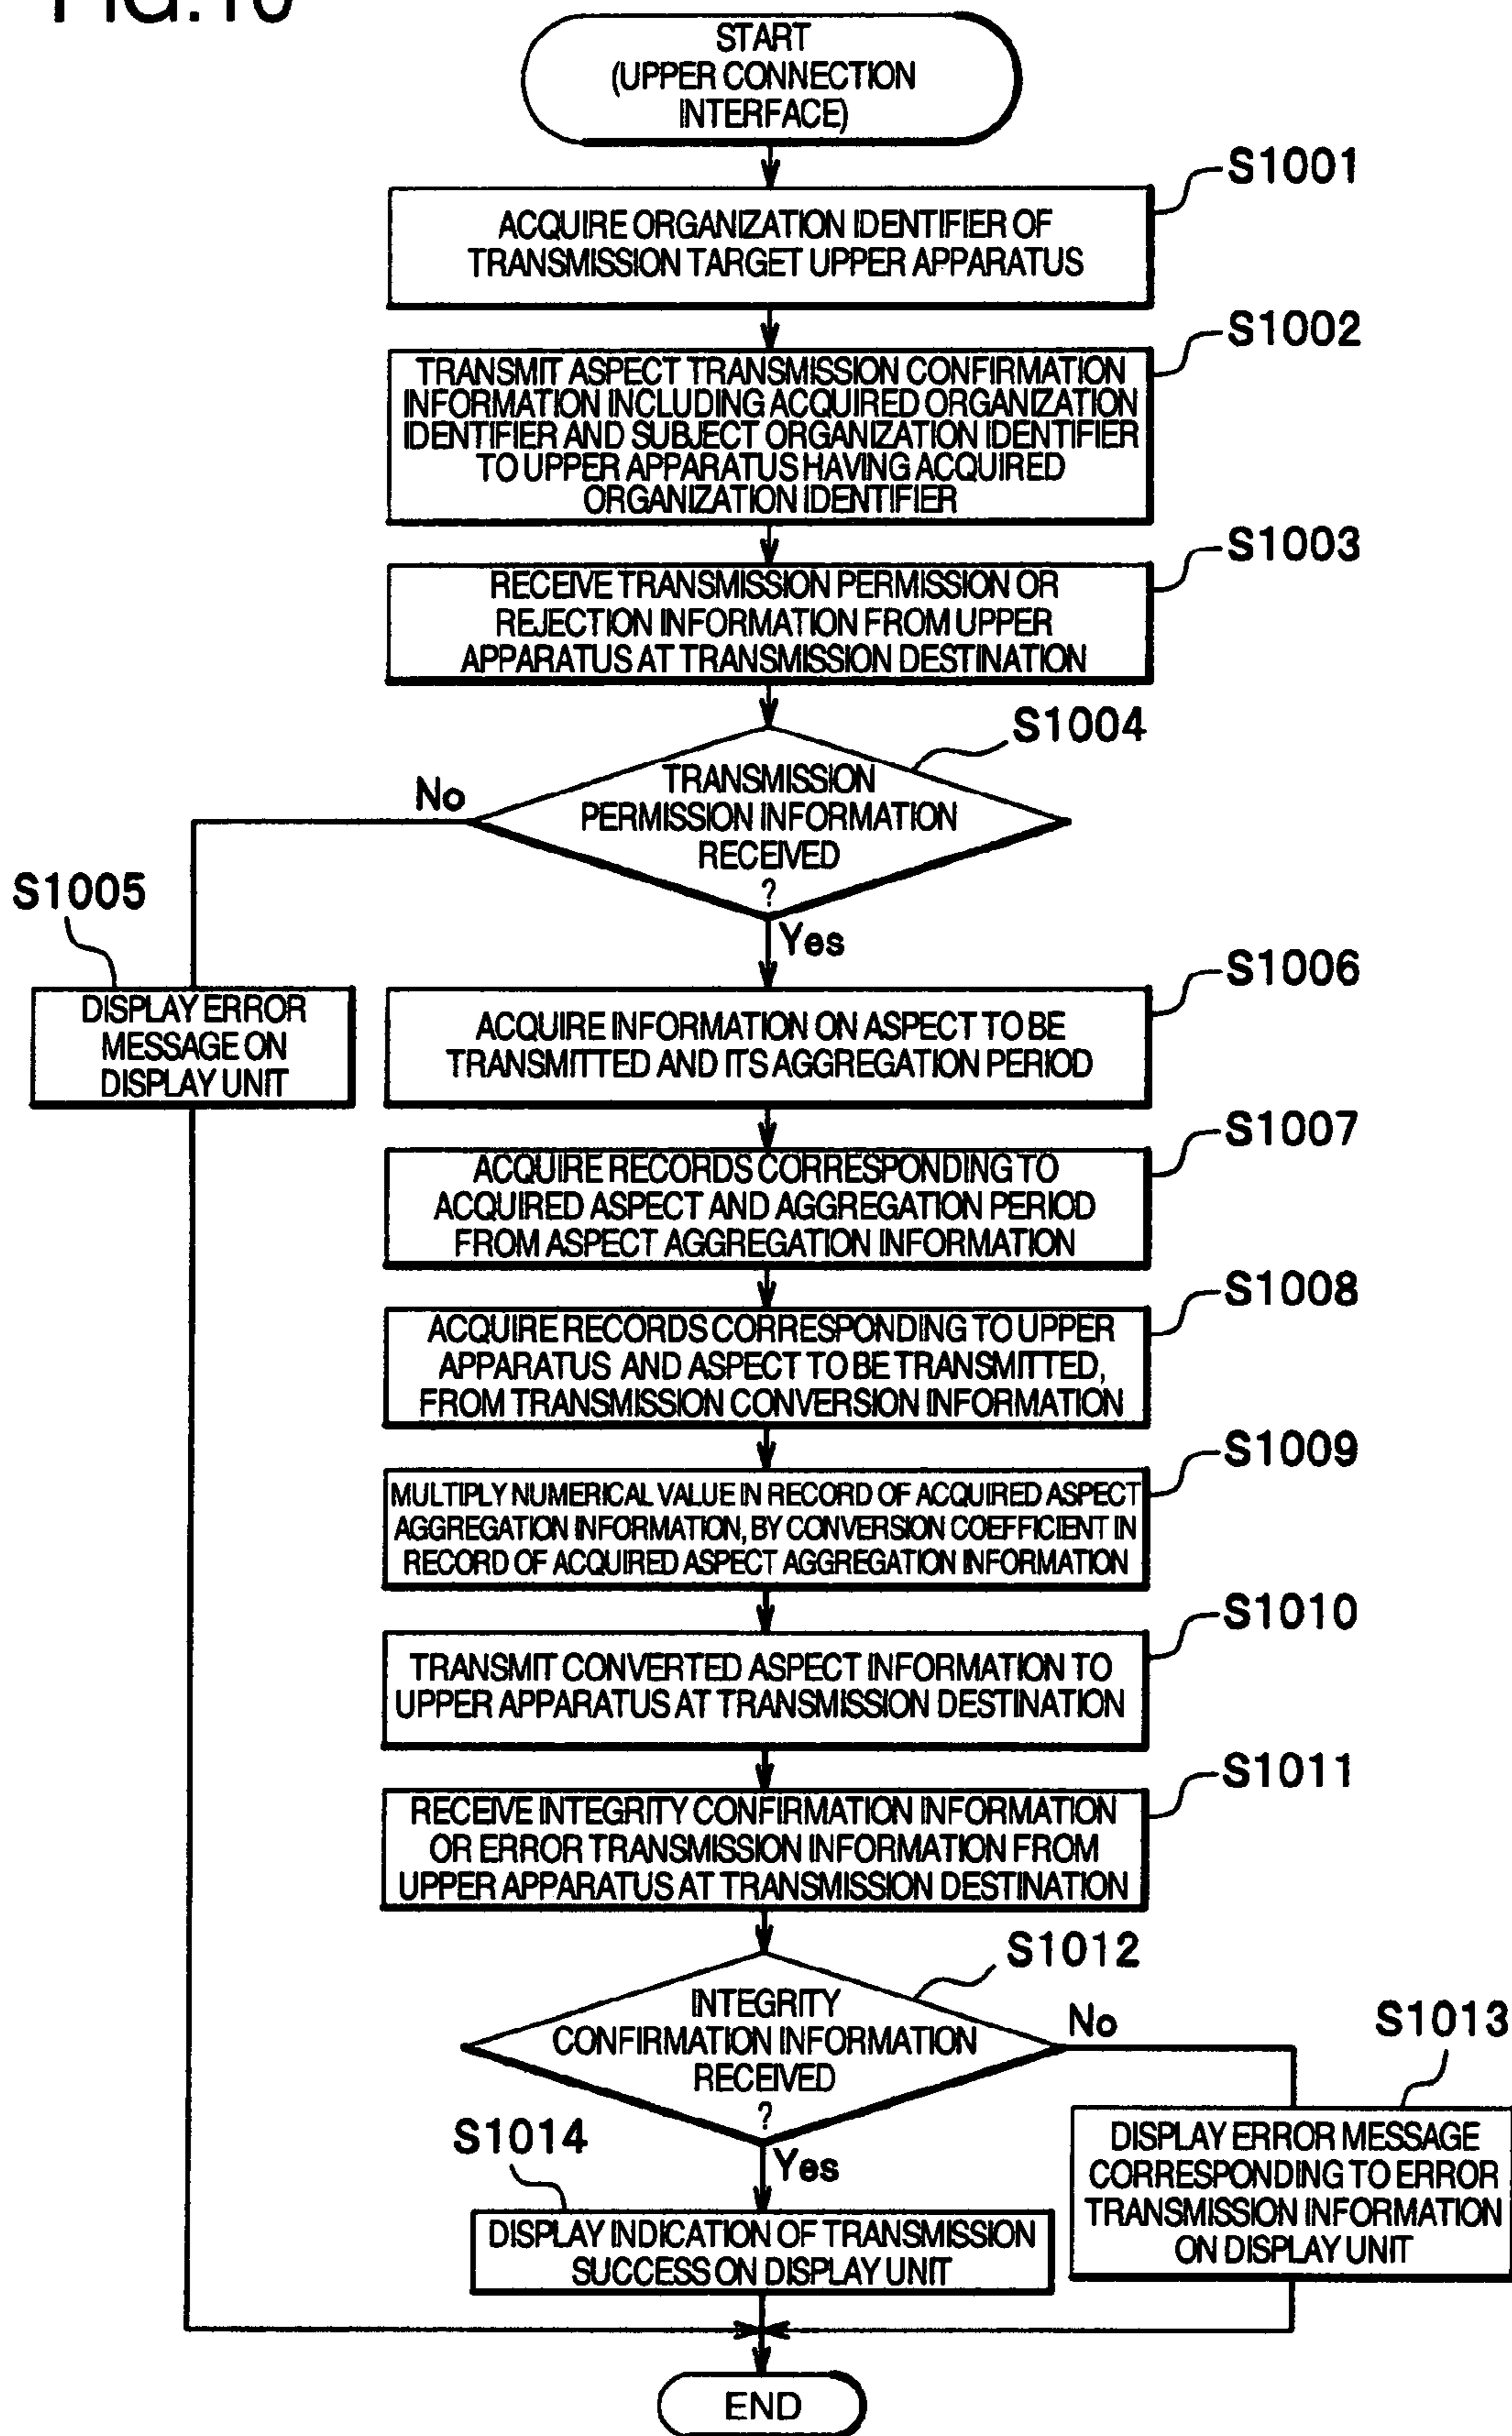 FIG.10
START
(UPPER CONNECTION
INTERFACE)
S1001
ACQUIRE ORGANIZATION IDENTIFIER OF
TRANSMISSION TARGET UPPER APPARATUS
S1002
TRANSMIT ASPECT TRANSMISSION CONFIRMATION
INFORMATION INCLUDING ACQUIRED ORGANIZATION
IDENTIFIER AND SUBJECT ORGANIZATION IDENTIFIER
TO UPPER APPARATUS HAVING ACQUIRED
ORGANIZATION IDENTIFIER
S1003
RECEIVE TRANSMISSION PERMISSION OR
REJECTION INFORMATION FROM UPPER
APPARATUS AT TRANSMISSION DESTINATION
S1004
TRANSMISSION
PERMISSION INFORMATION
RECEIVED
?
No
Yes
S1005
DISPLAY ERROR
MESSAGE ON
DISPLAY UNIT
S1006
ACQUIRE INFORMATION ON ASPECT TO BE
TRANSMITTED AND ITS AGGREGATION PERIOD
S1007
ACQUIRE RECORDS CORRESPONDING TO
ACQUIRED ASPECT AND AGGREGATION PERIOD
FROM ASPECT AGGREGATION INFORMATION
S1008
ACQUIRE RECORDS CORRESPONDING TO UPPER
APPARATUS AND ASPECT TO BE TRANSMITTED,
FROM TRANSMISSION CONVERSION INFORMATION
S1009
MULTIPLY NUMERICAL VALUE IN RECORD OF ACQUIRED ASPECT
AGGREGATION INFORMATION, BY CONVERSION COEFFICIENT IN
RECORD OF ACQUIRED ASPECT AGGREGATION INFORMATION
S1010
TRANSMIT CONVERTED ASPECT INFORMATION TO
UPPER APPARATUS AT TRANSMISSION DESTINATION
S1011
RECEIVE INTEGRITY CONFIRMATION INFORMATION
OR ERROR TRANSMISSION INFORMATION FROM
UPPER APPARATUS AT TRANSMISSION DESTINATION
S1012
INTEGRITY
CONFIRMATION INFORMATION
RECEIVED
?
No
Yes
S1013
DISPLAY ERROR MESSAGE
CORRESPONDING TO ERROR
TRANSMISSION INFORMATION
ON DISPLAY UNIT
S1014
DISPLAY INDICATION OF TRANSMISSION
SUCCESS ON DISPLAY UNIT
END